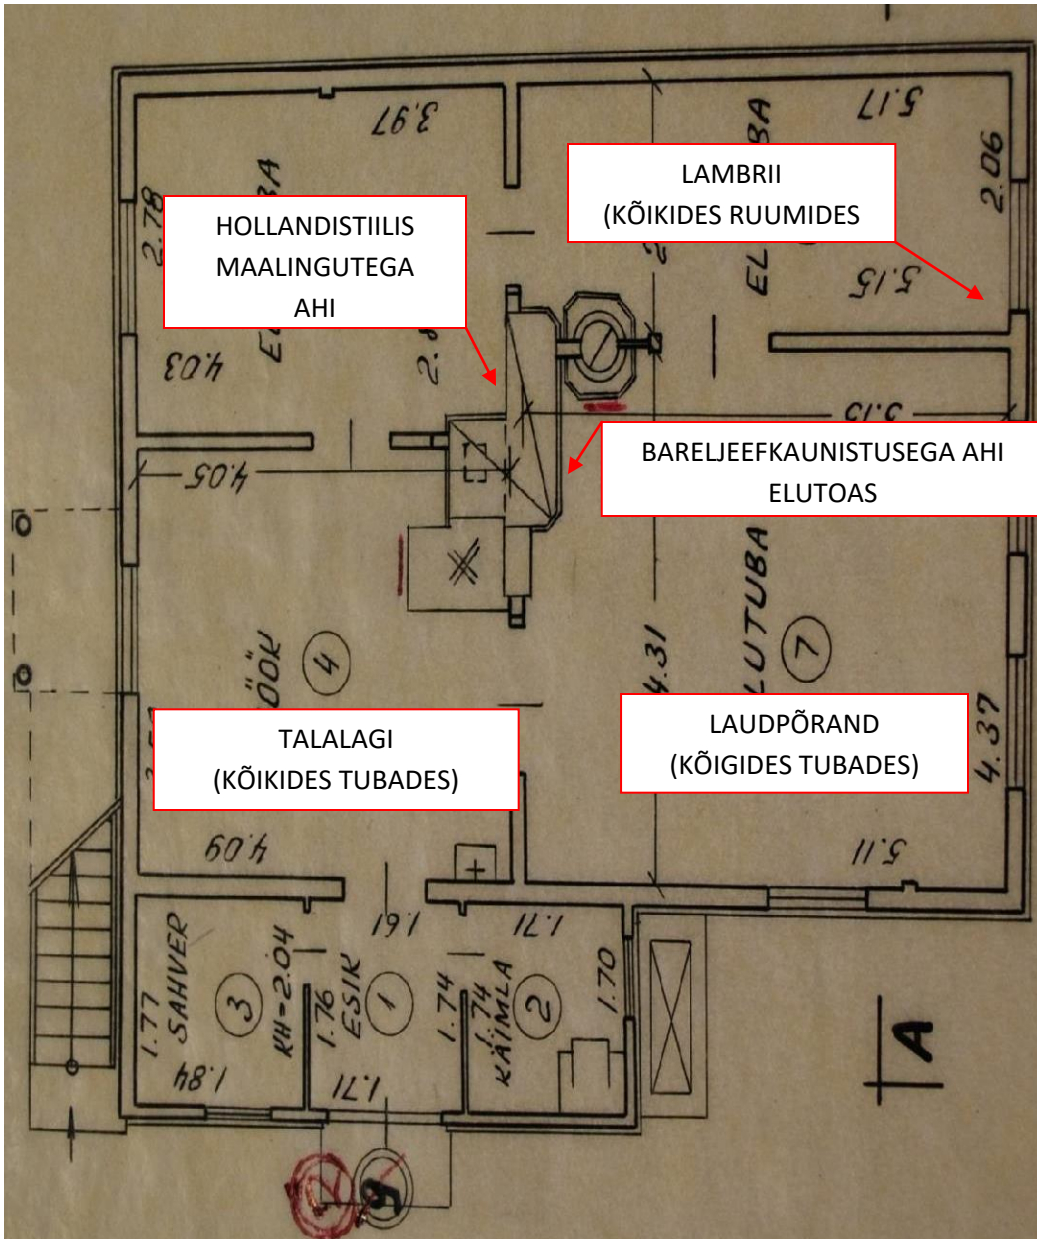 3.97
5.17
2.06
2.78
HOLLANDISTIILIS
MAALINGUTEGA
AHI
LAMBRII
(KÕIKIDES RUUMIDES
5.15
4.03
5.15
BARELJEEFKAUNISTUSEGA AHI
ELUTOAS
4.05
4
7
4.31
4.37
TALALAGI
(KÕIKIDES TUBADES)
LAUDPÕRAND
(KÕIGIDES TUBADES)
4.09
5.11
1.61
1.71
SAHVER
3
KH=2.04
1.77
1.84
ESIK
1
1.76
1.74
1.71
KÄIMLA
2
1.74
1.70
A